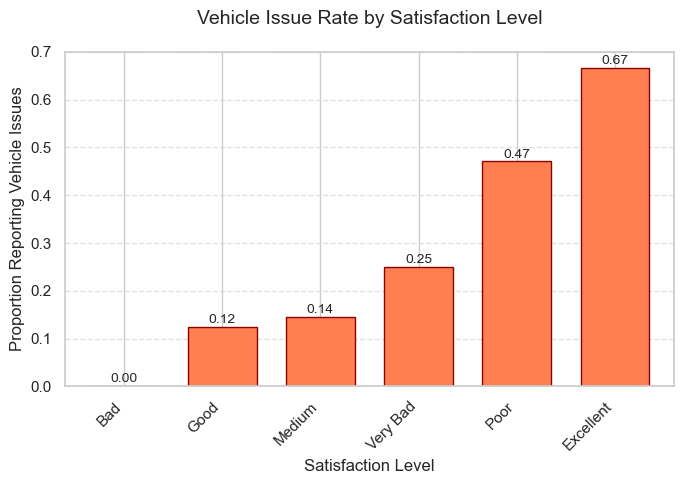 Vehicle Issue Rate by Satisfaction Level
Proportion Reporting Vehicle Issues
0.7
0.6
0.5
0.4
0.3
0.2
0.1
0.0
0.00
0.12
0.14
0.25
0.47
0.67
Bad
Good
Medium
Very Bad
Poor
Excellent
Satisfaction Level